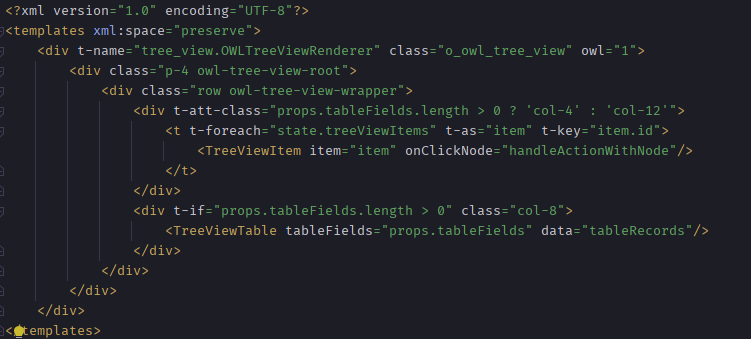 <?xml version="1.0" encoding="UTF-8"?>
<templates xml:space="preserve">
    <div t-name="tree_view.OWLTreeViewRenderer" class="o_owl_tree_view" owl="1">
        <div class="p-4 owl-tree-view-root">
            <div class="row owl-tree-view-wrapper">
                <div t-att-class="props.tableFields.length > 0 ? 'col-4' : 'col-12'">
                    <t t-foreach="state.treeViewItems" t-as="item" t-key="item.id">
                        <TreeViewItem item="item" onClickNode="handleActionWithNode"/>
                    </t>
                </div>
                <div t-if="props.tableFields.length > 0" class="col-8">
                    <TreeViewTable tableFields="props.tableFields" data="tableRecords"/>
                </div>
            </div>
        </div>
    </div>
</templates>